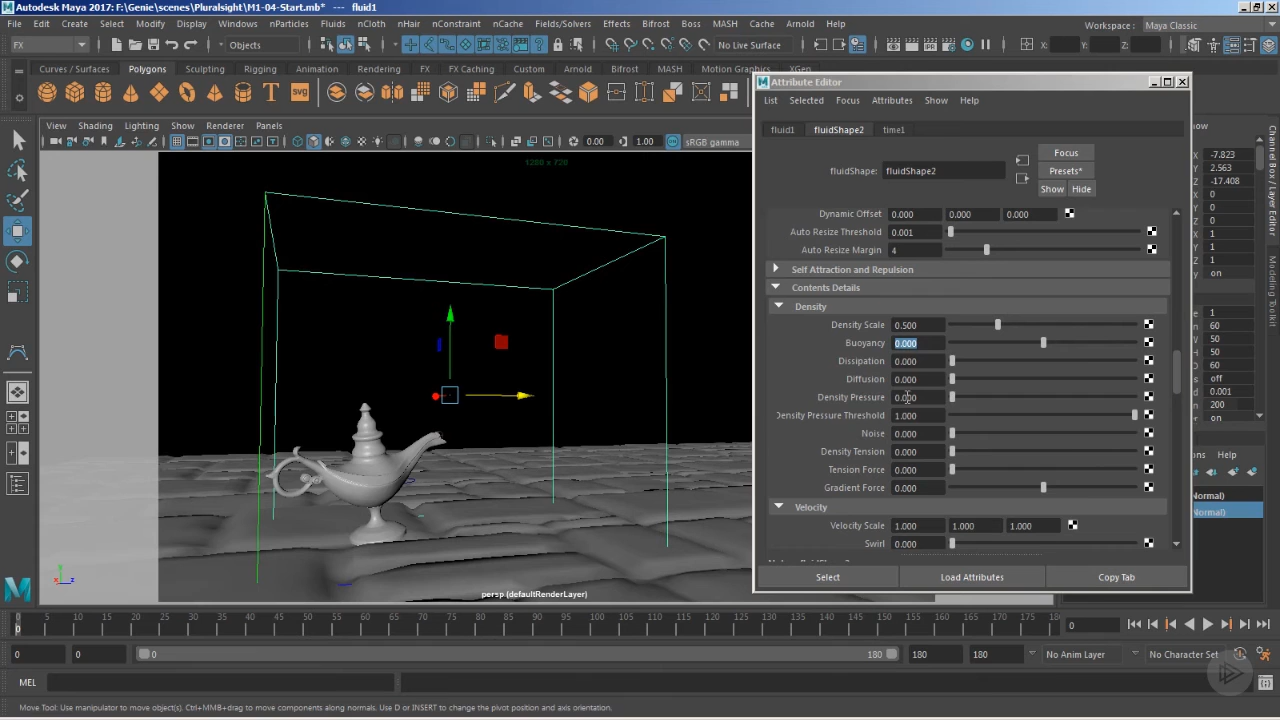 Autodesk Maya 2017: F:\Genie\scenes\Pluralsight\M1-04-Start.mb* --- fluid1
File Edit Create Select Modify Display Windows nParticles Fluids nCloth nHair nConstraint nCache Fields/Solvers Effects Bifrost Boss MASH Cache Arnold Help
Workspace : Maya Classic
FX Objects No Live Surface X: Y: Z:
Curves / Surfaces Polygons Sculpting Rigging Animation Rendering FX FX Caching Custom Arnold Bifrost MASH Motion Graphics XGen
SVG
View Shading Lighting Show Renderer Panels
0.00 1.00 sRGB gamma
1280 x 720
persp (defaultRenderLayer)
Attribute Editor
List Selected Focus Attributes Show Help
fluid1 fluidShape2 time1
fluidShape: fluidShape2
Focus
Presets*
Show Hide
Dynamic Offset 0.000 0.000 0.000
Auto Resize Threshold 0.001
Auto Resize Margin 4
Self Attraction and Repulsion
Contents Details
Density
Density Scale 0.500
Buoyancy 0.000
Dissipation 0.000
Diffusion 0.000
Density Pressure 0.000
Density Pressure Threshold 1.000
Noise 0.000
Density Tension 0.000
Tension Force 0.000
Gradient Force 0.000
Velocity
Velocity Scale 1.000 1.000 1.000
Swirl 0.000
Select Load Attributes Copy Tab
X -7.823
Y 2.563
Z -17.408
X 0
Y 0
Z 0
X 1
Y 1
Z 1
y on
e 1
n W 60
n H 50
n D 60
e off
d 0.001
n 200
e on
Help
Normal)
Normal)
Channel Box / Layer Editor
Modeling Toolkit
Attribute Editor
0 5 10 15 20 25 30 35 40 45 50 55 60 65 70 75 80 85 90 95 100 105 110 115 120 125 130 135 140 145 150 155 160 165 170 175 18
0 0
0 0 0 180 180 180 No Anim Layer No Character Set
MEL
Move Tool: Use manipulator to move object(s). Ctrl+MMB+drag to move components along normals. Use D or INSERT to change the pivot position and axis orientation.